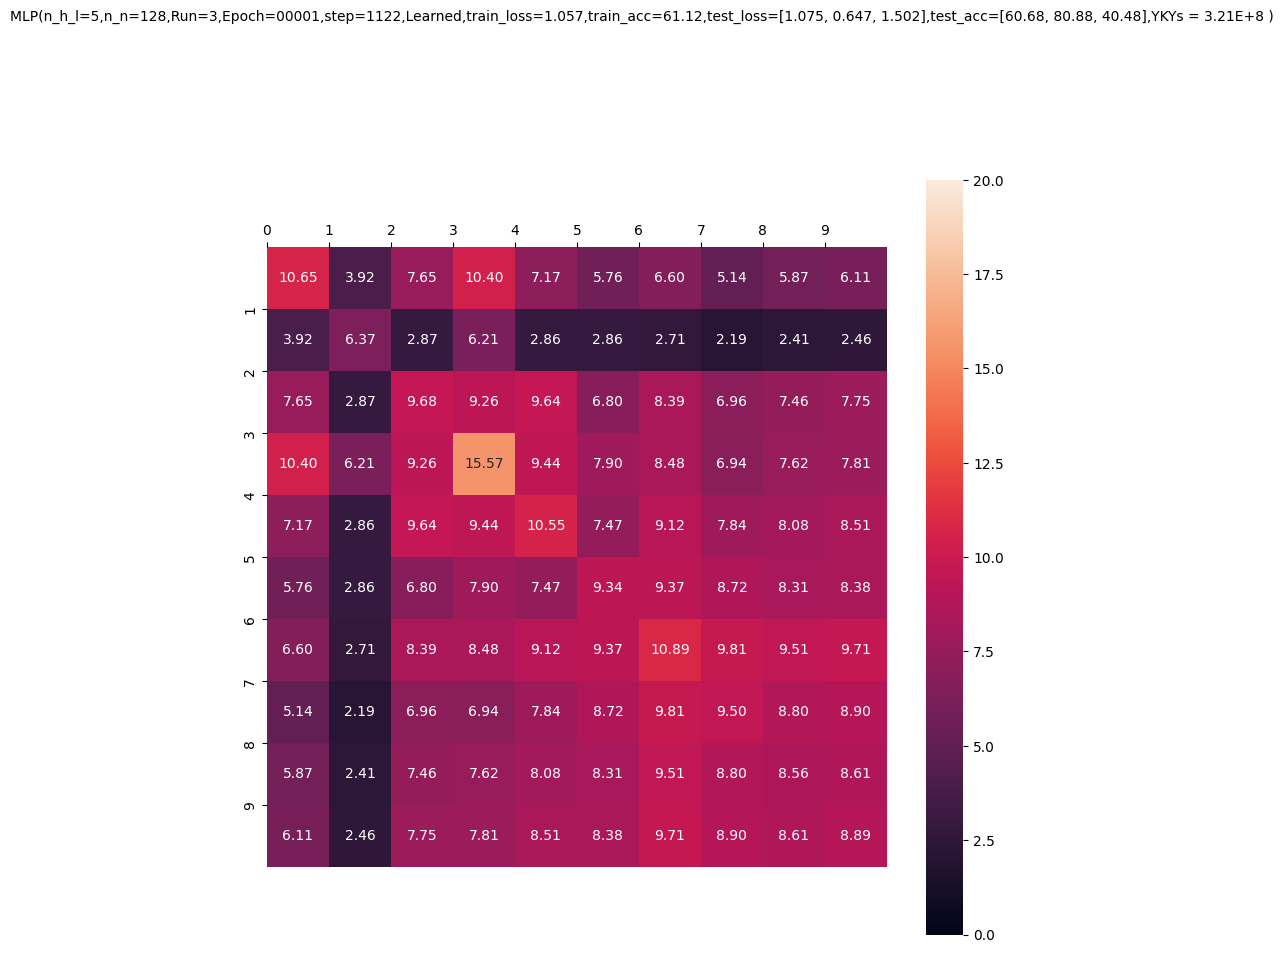 MLP(n_h_l=5,n_n=128,Run=3,Epoch=00001,step=1122,Learned,train_loss=1.057,train_acc=61.12,test_loss=[1.075, 0.647, 1.502],test_acc=[60.68, 80.88, 40.48],YKYs = 3.21E+8 )
0 1 2 3 4 5 6 7 8 9
10.65 3.92 7.65 10.40 7.17 5.76 6.60 5.14 5.87 6.11
1
3.92 6.37 2.87 6.21 2.86 2.86 2.71 2.19 2.41 2.46
2
7.65 2.87 9.68 9.26 9.64 6.80 8.39 6.96 7.46 7.75
3
10.40 6.21 9.26 15.57 9.44 7.90 8.48 6.94 7.62 7.81
4
7.17 2.86 9.64 9.44 10.55 7.47 9.12 7.84 8.08 8.51
5
5.76 2.86 6.80 7.90 7.47 9.34 9.37 8.72 8.31 8.38
6
6.60 2.71 8.39 8.48 9.12 9.37 10.89 9.81 9.51 9.71
7
5.14 2.19 6.96 6.94 7.84 8.72 9.81 9.50 8.80 8.90
8
5.87 2.41 7.46 7.62 8.08 8.31 9.51 8.80 8.56 8.61
9
6.11 2.46 7.75 7.81 8.51 8.38 9.71 8.90 8.61 8.89
20.0
17.5
15.0
12.5
10.0
7.5
5.0
2.5
0.0